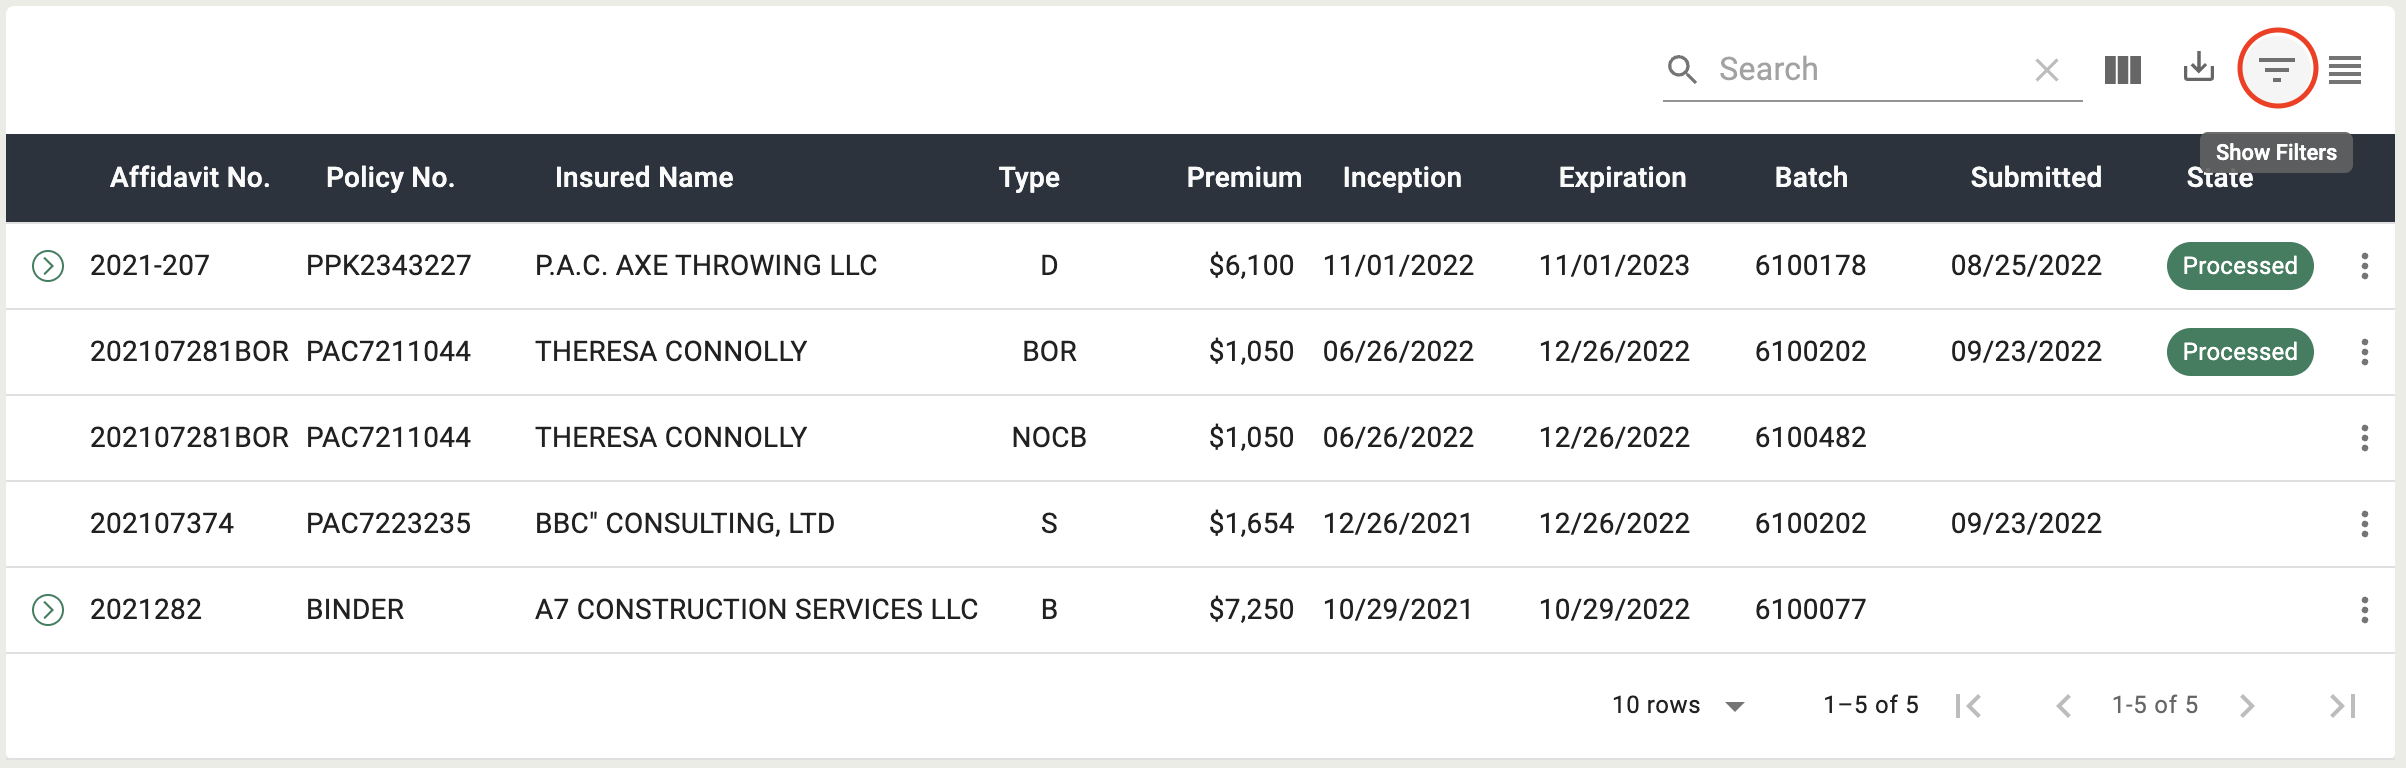 Search
Show Filters
Affidavit No. Policy No. Insured Name Type Premium Inception Expiration Batch Submitted State
2021-207 PPK2343227 P.A.C. AXE THROWING LLC D $6,100 11/01/2022 11/01/2023 6100178 08/25/2022 Processed
202107281BOR PAC7211044 THERESA CONNOLLY BOR $1,050 06/26/2022 12/26/2022 6100202 09/23/2022 Processed
202107281BOR PAC7211044 THERESA CONNOLLY NOCB $1,050 06/26/2022 12/26/2022 6100482
202107374 PAC7223235 BBC" CONSULTING, LTD S $1,654 12/26/2021 12/26/2022 6100202 09/23/2022
2021282 BINDER A7 CONSTRUCTION SERVICES LLC B $7,250 10/29/2021 10/29/2022 6100077
10 rows 1–5 of 5 1-5 of 5